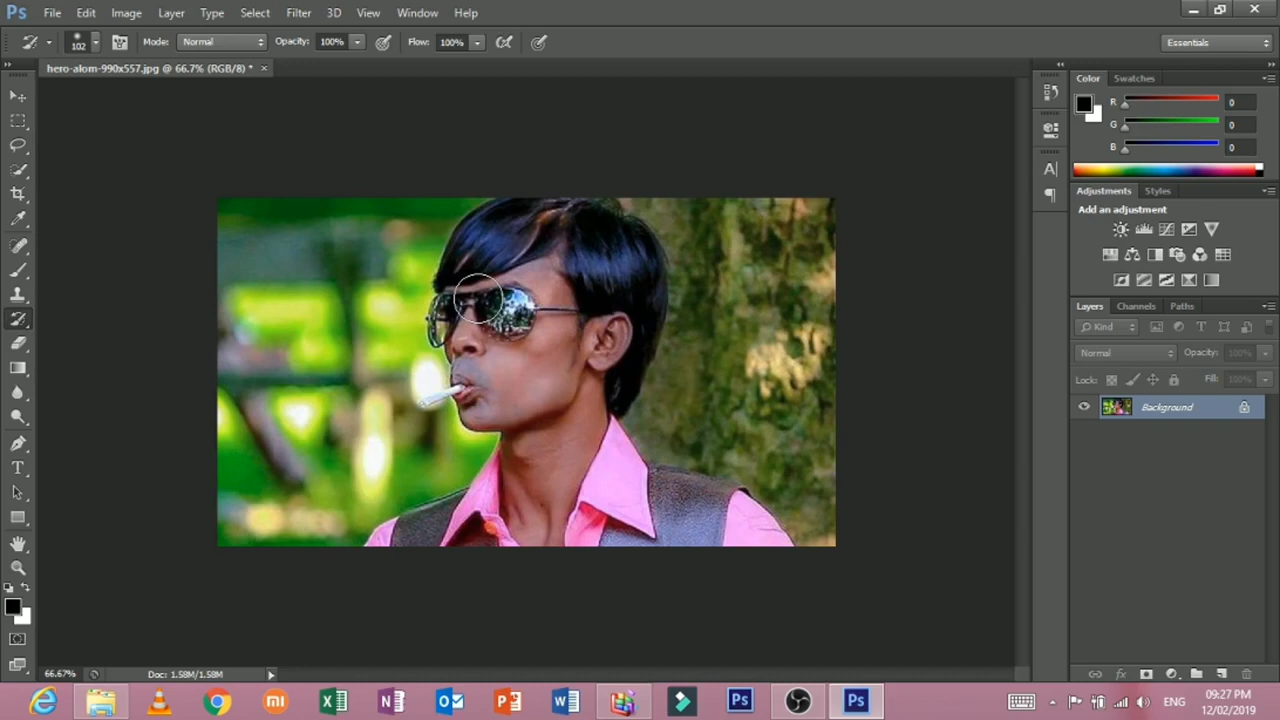 Ps File Edit Image Layer Type Select Filter 3D View Window Help
102 Mode: Normal Opacity: 100% Flow: 100% Essentials
hero-alom-990x557.jpg @ 66.7% (RGB/8) * ×
Color Swatches
R 0
G 0
B 0
Adjustments Styles
Add an adjustment
Layers Channels Paths
Kind
Normal Opacity: 100%
Lock: Fill: 100%
Background
66.67% Doc: 1.58M/1.58M
ENG 09:27 PM
12/02/2019